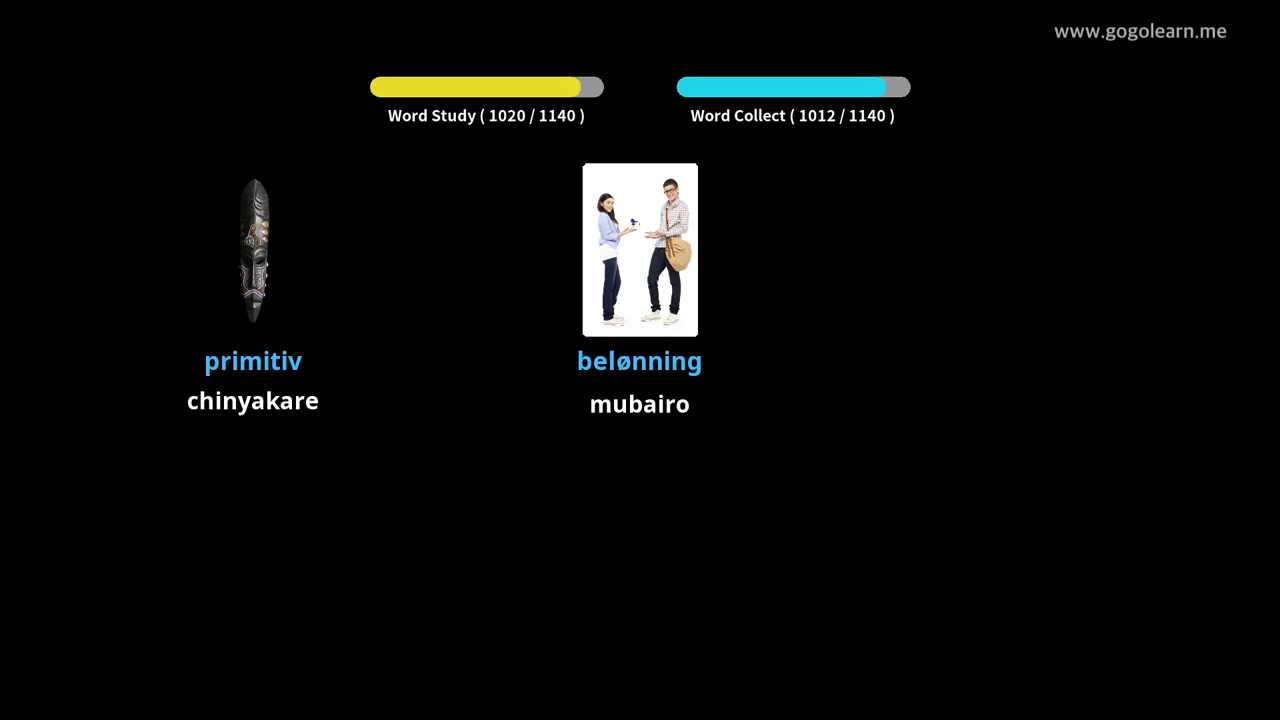 www.gogolearn.me
Word Study ( 1020 / 1140 )
Word Collect ( 1012 / 1140 )
primitiv
chinyakare
belønning
mubairo